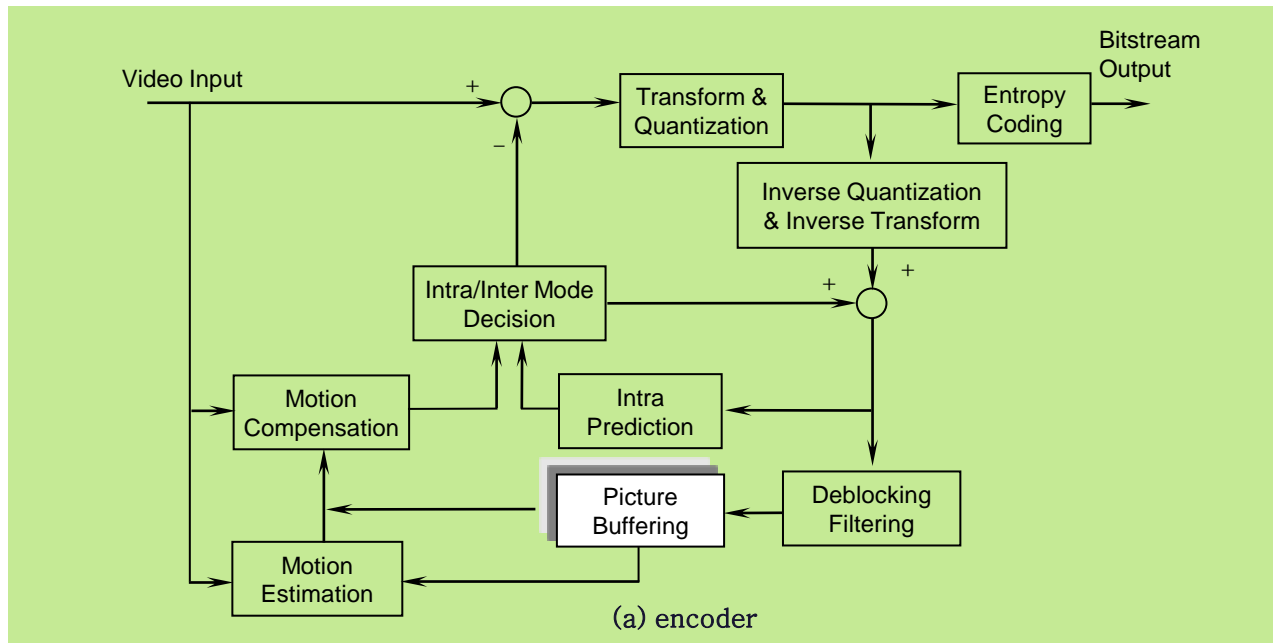 Bitstream
Output
Video Input
+
Transform &
Quantization
Entropy
Coding
−
Inverse Quantization
& Inverse Transform
+
+
Intra/Inter Mode
Decision
Motion
Compensation
Intra
Prediction
Picture
Buffering
Deblocking
Filtering
Motion
Estimation
(a) encoder